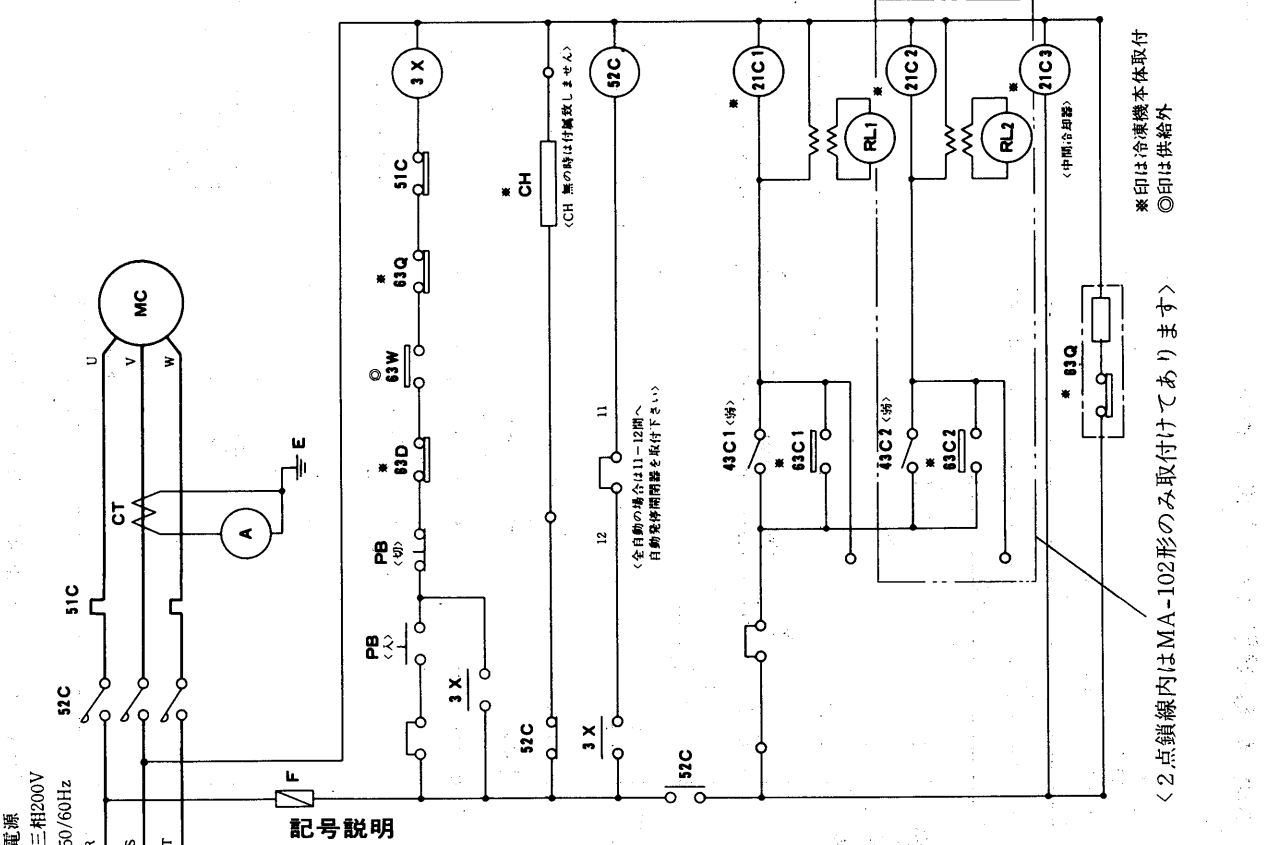 電源
三相200V
50/60Hz
R
S
T
52C
51C
CT
A
E
U
V
W
MC
F
記号説明
PB
〈入〉
3X
PB
〈切〉
※
63D
◎
63W
※
63Q
51C
3X
52C
※
CH
〈CH 無の時は付属致しません〉
3X
12
11
〈全自動の場合は11−12間へ
自動発停開閉器を取付下さい〉
52C
52C
43C1〈弱〉
※
63C1
※
21C1
RL1
43C2〈弱〉
※
63C2
※
21C2
RL2
※
21C3
〈中間冷却器〉
※
63Q
※印は冷凍機本体取付
◎印は供給外
〈2点鎖線内はMA-102形のみ取付けてあります〉